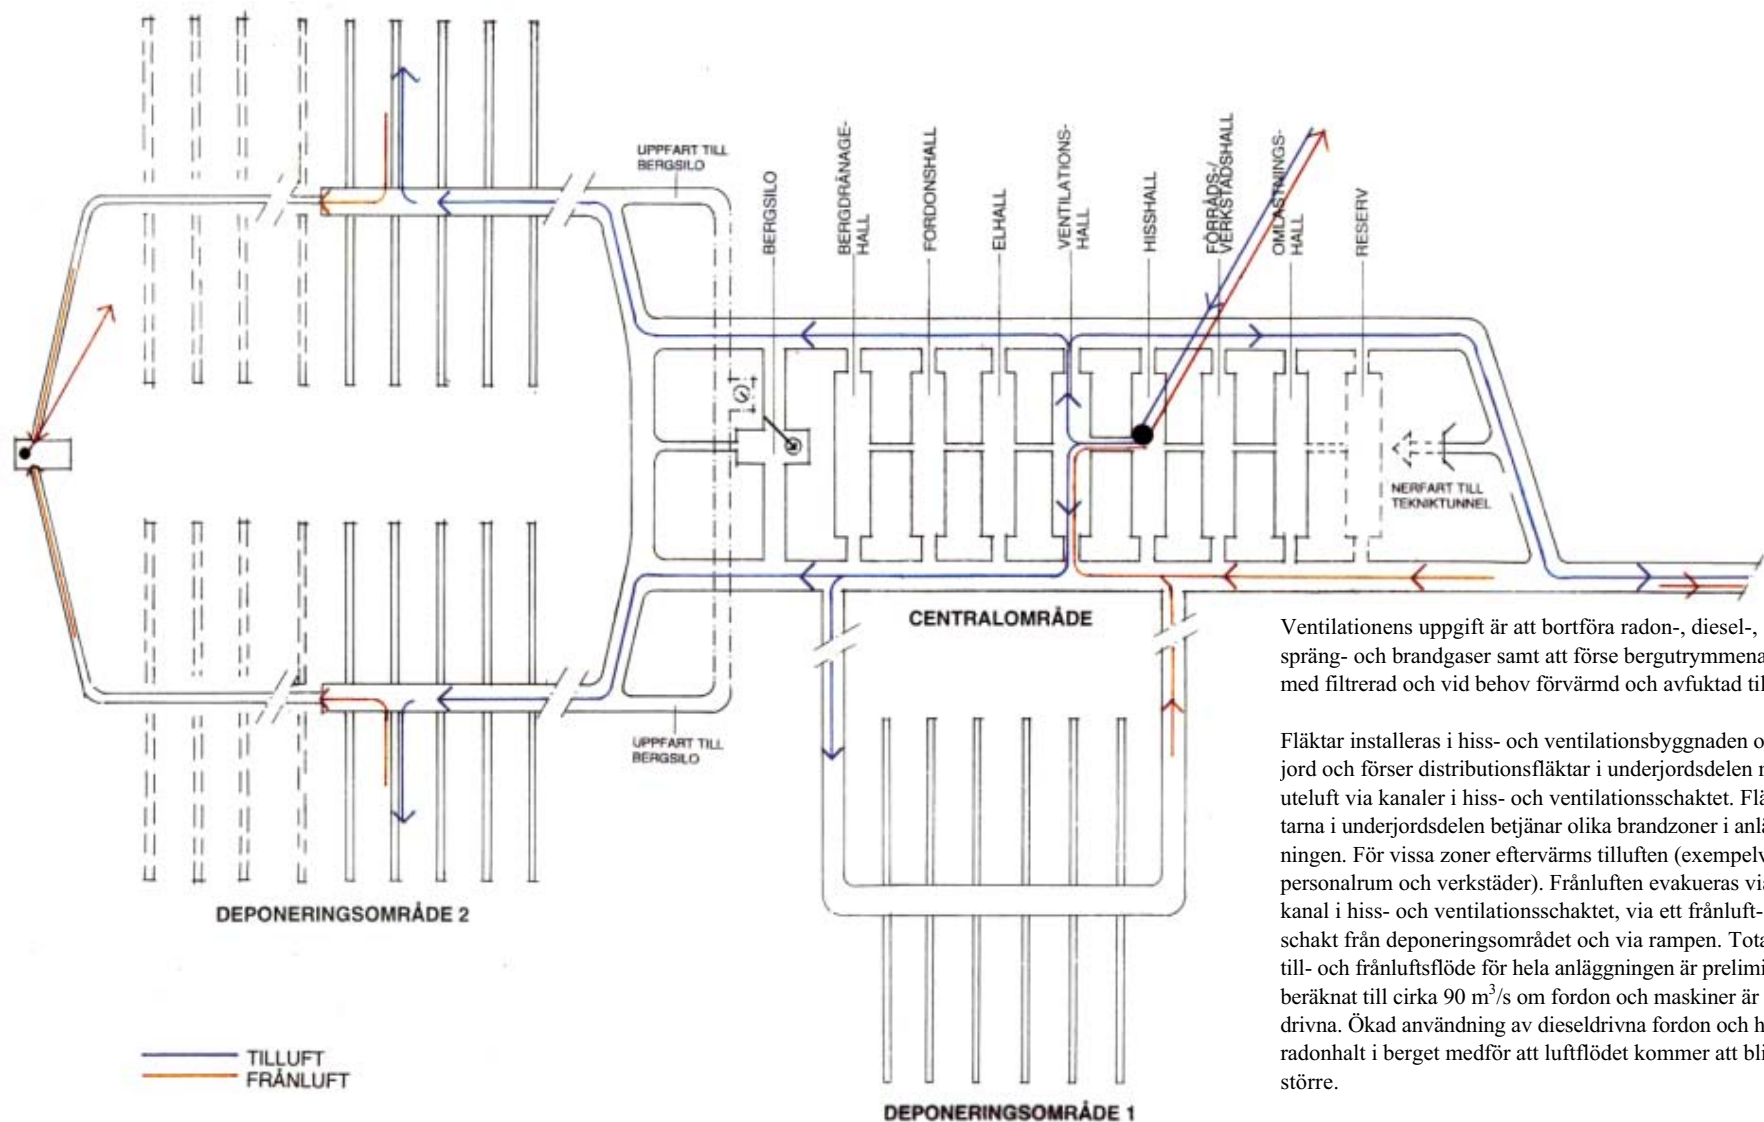 UPPFART TILL
BERGSILO
BERGSILO
BERGDRÄNAGE-
HALL
FORDONSHALL
ELHALL
VENTILATIONS-
HALL
HISSHALL
FÖRRÅDS-/
VERKSTADSHALL
OMLASTNINGS-
HALL
RESERV
NERFART TILL
TEKNIKTUNNEL
CENTRALOMRÅDE
UPPFART TILL
BERGSILO
DEPONERINGSOMRÅDE 2
TILLUFT
FRÅNLUFT
DEPONERINGSOMRÅDE 1
Ventilationens uppgift är att bortföra radon-, diesel-,
spräng- och brandgaser samt att förse bergutrymmena
med filtrerad och vid behov förvärmd och avfuktad
Fläktar installeras i hiss- och ventilationsbyggnaden
jord och förser distributionsfläktar i underjordsdelen
uteluft via kanaler i hiss- och ventilationsschaktet.
tarna i underjordsdelen betjänar olika brandzoner i
ningen. För vissa zoner eftervärms tilluften
personalrum och verkstäder). Frånluften evakueras via
kanal i hiss- och ventilationsschaktet, via ett frånluft-
schakt från deponeringsområdet och via rampen.
till- och frånluftsflöde för hela anläggningen är
beräknat till cirka 90 m³/s om fordon och maskiner är
drivna. Ökad användning av dieseldrivna fordon och
radonhalt i berget medför att luftflödet kommer att bli
större.